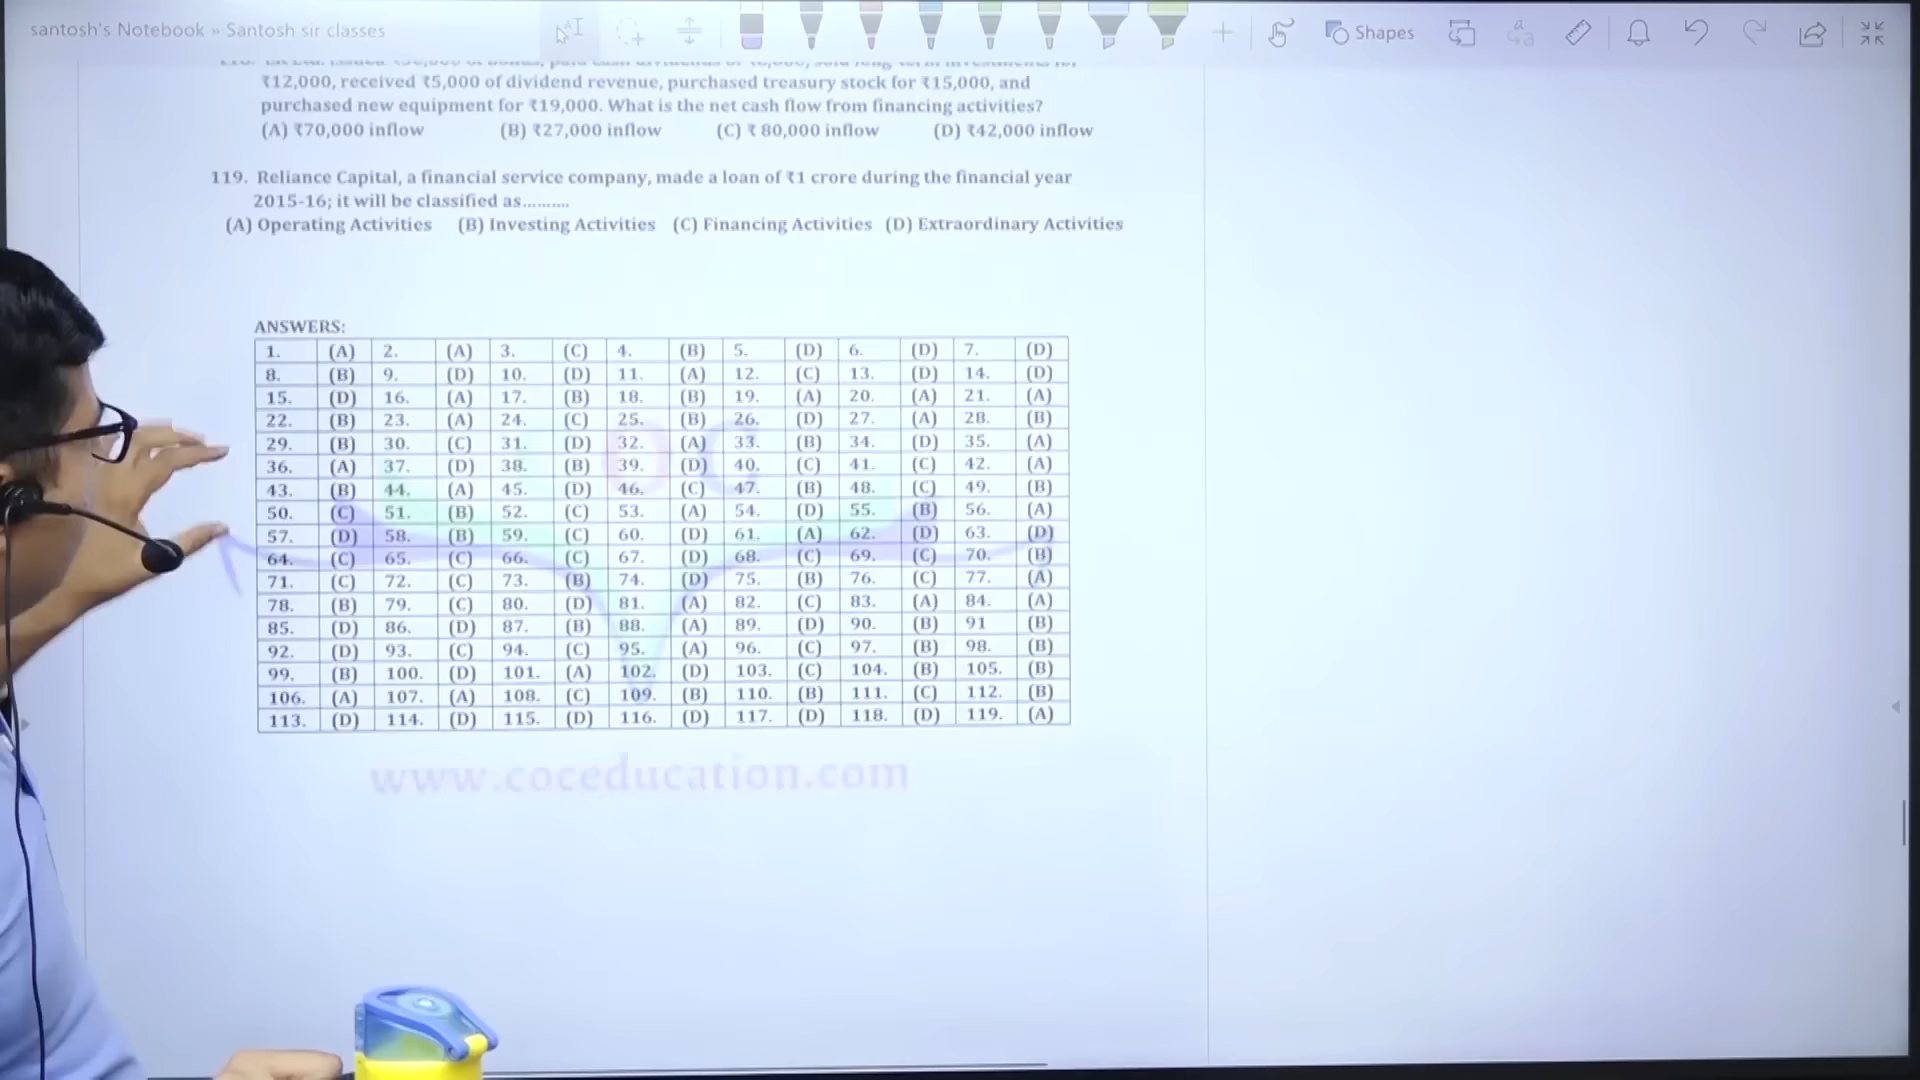 santosh's Notebook » Santosh sir classes
Shapes
₹12,000, received ₹5,000 of dividend revenue, purchased treasury stock for ₹15,000, and
purchased new equipment for ₹19,000. What is the net cash flow from financing activities?
(A) ₹70,000 inflow (B) ₹27,000 inflow (C) ₹ 80,000 inflow (D) ₹42,000 inflow
119. Reliance Capital, a financial service company, made a loan of ₹1 crore during the financial year
2015-16; it will be classified as..........
(A) Operating Activities (B) Investing Activities (C) Financing Activities (D) Extraordinary Activities
ANSWERS:
1. (A) 2. (A) 3. (C) 4. (B) 5. (D) 6. (D) 7. (D)
8. (B) 9. (D) 10. (D) 11. (A) 12. (C) 13. (D) 14. (D)
15. (D) 16. (A) 17. (B) 18. (B) 19. (A) 20. (A) 21. (A)
22. (B) 23. (A) 24. (C) 25. (B) 26. (D) 27. (A) 28. (B)
29. (B) 30. (C) 31. (D) 32. (A) 33. (B) 34. (D) 35. (A)
36. (A) 37. (D) 38. (B) 39. (D) 40. (C) 41. (C) 42. (A)
43. (B) 44. (A) 45. (D) 46. (C) 47. (B) 48. (C) 49. (B)
50. (C) 51. (B) 52. (C) 53. (A) 54. (D) 55. (B) 56. (A)
57. (D) 58. (B) 59. (C) 60. (D) 61. (A) 62. (D) 63. (D)
64. (C) 65. (C) 66. (C) 67. (D) 68. (C) 69. (C) 70. (B)
71. (C) 72. (C) 73. (B) 74. (D) 75. (B) 76. (C) 77. (A)
78. (B) 79. (C) 80. (D) 81. (A) 82. (C) 83. (A) 84. (A)
85. (D) 86. (D) 87. (B) 88. (A) 89. (D) 90. (B) 91 (B)
92. (D) 93. (C) 94. (C) 95. (A) 96. (C) 97. (B) 98. (B)
99. (B) 100. (D) 101. (A) 102. (D) 103. (C) 104. (B) 105. (B)
106. (A) 107. (A) 108. (C) 109. (B) 110. (B) 111. (C) 112. (B)
113. (D) 114. (D) 115. (D) 116. (D) 117. (D) 118. (D) 119. (A)
www.coceducation.com